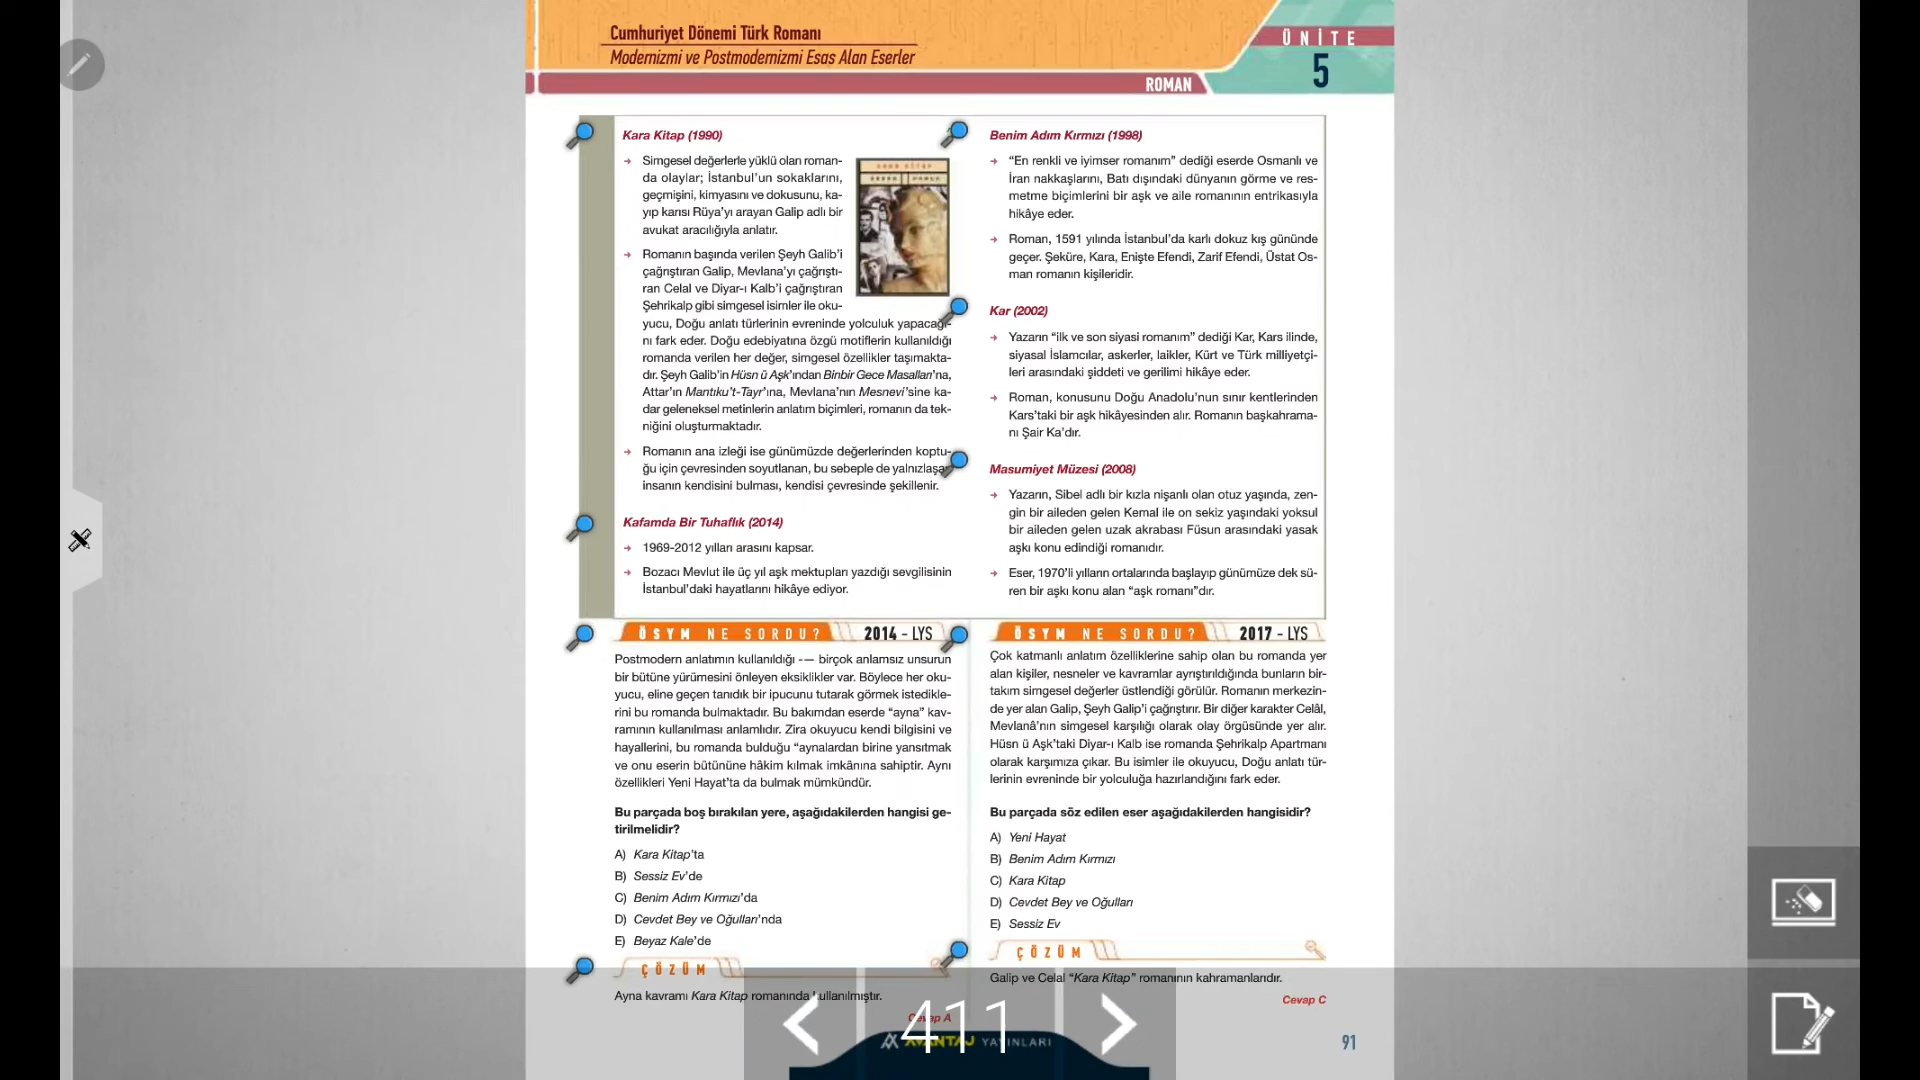 Cumhuriyet Dönemi Türk Romanı
Modernizmi ve Postmodernizmi Esas Alan Eserler
ÜNİTE
5
ROMAN
Kara Kitap (1990)
→ Simgesel değerlerle yüklü olan roman-
da olaylar; İstanbul'un sokaklarını,
geçmişini, kimyasını ve dokusunu, ka-
yıp karısı Rüya'yı arayan Galip adlı bir
avukat aracılığıyla anlatır.
→ Romanın başında verilen Şeyh Galib'i
çağrıştıran Galip, Mevlana'yı çağrıştı-
ran Celal ve Diyar-ı Kalb'i çağrıştıran
Şehrikalp gibi simgesel isimler ile oku-
yucu, Doğu anlatı türlerinin evreninde yolculuk yapacağı-
nı fark eder. Doğu edebiyatına özgü motiflerin kullanıldığı
romanda verilen her değer, simgesel özellikler taşımakta-
dır. Şeyh Galib'in Hüsn ü Aşk'ından Binbir Gece Masalları'na,
Attar'ın Mantıku't-Tayr'ına, Mevlana'nın Mesnevi'sine ka-
dar geleneksel metinlerin anlatım biçimleri, romanın da tek-
niğini oluşturmaktadır.
→ Romanın ana izleği ise günümüzde değerlerinden koptu-
ğu için çevresinden soyutlanan, bu sebeple de yalnızlaşan
insanın kendisini bulması, kendisi çevresinde şekillenir.
Kafamda Bir Tuhaflık (2014)
→ 1969-2012 yılları arasını kapsar.
→ Bozacı Mevlut ile üç yıl aşk mektupları yazdığı sevgilisinin
İstanbul'daki hayatlarını hikâye ediyor.
Benim Adım Kırmızı (1998)
→ "En renkli ve iyimser romanım" dediği eserde Osmanlı ve
İran nakkaşlarını, Batı dışındaki dünyanın görme ve res-
metme biçimlerini bir aşk ve aile romanının entrikasıyla
hikâye eder.
→ Roman, 1591 yılında İstanbul'da karlı dokuz kış gününde
geçer. Şeküre, Kara, Enişte Efendi, Zarif Efendi, Üstat Os-
man romanın kişileridir.
Kar (2002)
→ Yazarın "ilk ve son siyasi romanım" dediği Kar, Kars ilinde,
siyasal İslamcılar, askerler, laikler, Kürt ve Türk milliyetçi-
leri arasındaki şiddeti ve gerilimi hikâye eder.
→ Roman, konusunu Doğu Anadolu'nun sınır kentlerinden
Kars'taki bir aşk hikâyesinden alır. Romanın başkahrama-
nı Şair Ka'dır.
Masumiyet Müzesi (2008)
→ Yazarın, Sibel adlı bir kızla nişanlı olan otuz yaşında, zen-
gin bir aileden gelen Kemal ile on sekiz yaşındaki yoksul
bir aileden gelen uzak akrabası Füsun arasındaki yasak
aşkı konu edindiği romanıdır.
→ Eser, 1970'li yılların ortalarında başlayıp günümüze dek sü-
ren bir aşkı konu alan "aşk romanı"dır.
ÖSYM NE SORDU? 2014 - LYS
Postmodern anlatımın kullanıldığı -— birçok anlamsız unsurun
bir bütüne yürümesini önleyen eksiklikler var. Böylece her oku-
yucu, eline geçen tanıdık bir ipucunu tutarak görmek istedikle-
rini bu romanda bulmaktadır. Bu bakımdan eserde "ayna" kav-
ramının kullanılması anlamlıdır. Zira okuyucu kendi bilgisini ve
hayallerini, bu romanda bulduğu "aynalardan birine yansıtmak
ve onu eserin bütününe hâkim kılmak imkânına sahiptir. Aynı
özellikleri Yeni Hayat'ta da bulmak mümkündür.
Bu parçada boş bırakılan yere, aşağıdakilerden hangisi ge-
tirilmelidir?
A) Kara Kitap'ta
B) Sessiz Ev'de
C) Benim Adım Kırmızı'da
D) Cevdet Bey ve Oğulları'nda
E) Beyaz Kale'de
ÇÖZÜM
Ayna kavramı Kara Kitap romanında kullanılmıştır.
Cevap A
ÖSYM NE SORDU? 2017 - LYS
Çok katmanlı anlatım özelliklerine sahip olan bu romanda yer
alan kişiler, nesneler ve kavramlar ayrıştırıldığında bunların bir-
takım simgesel değerler üstlendiği görülür. Romanın merkezin-
de yer alan Galip, Şeyh Galip'i çağrıştırır. Bir diğer karakter Celâl,
Mevlanâ'nın simgesel karşılığı olarak olay örgüsünde yer alır.
Hüsn ü Aşk'taki Diyar-ı Kalb ise romanda Şehrikalp Apartmanı
olarak karşımıza çıkar. Bu isimler ile okuyucu, Doğu anlatı tür-
lerinin evreninde bir yolculuğa hazırlandığını fark eder.
Bu parçada söz edilen eser aşağıdakilerden hangisidir?
A) Yeni Hayat
B) Benim Adım Kırmızı
C) Kara Kitap
D) Cevdet Bey ve Oğulları
E) Sessiz Ev
ÇÖZÜM
Galip ve Celal "Kara Kitap" romanının kahramanlarıdır.
Cevap C
411
AVANTAJ YAYINLARI
91